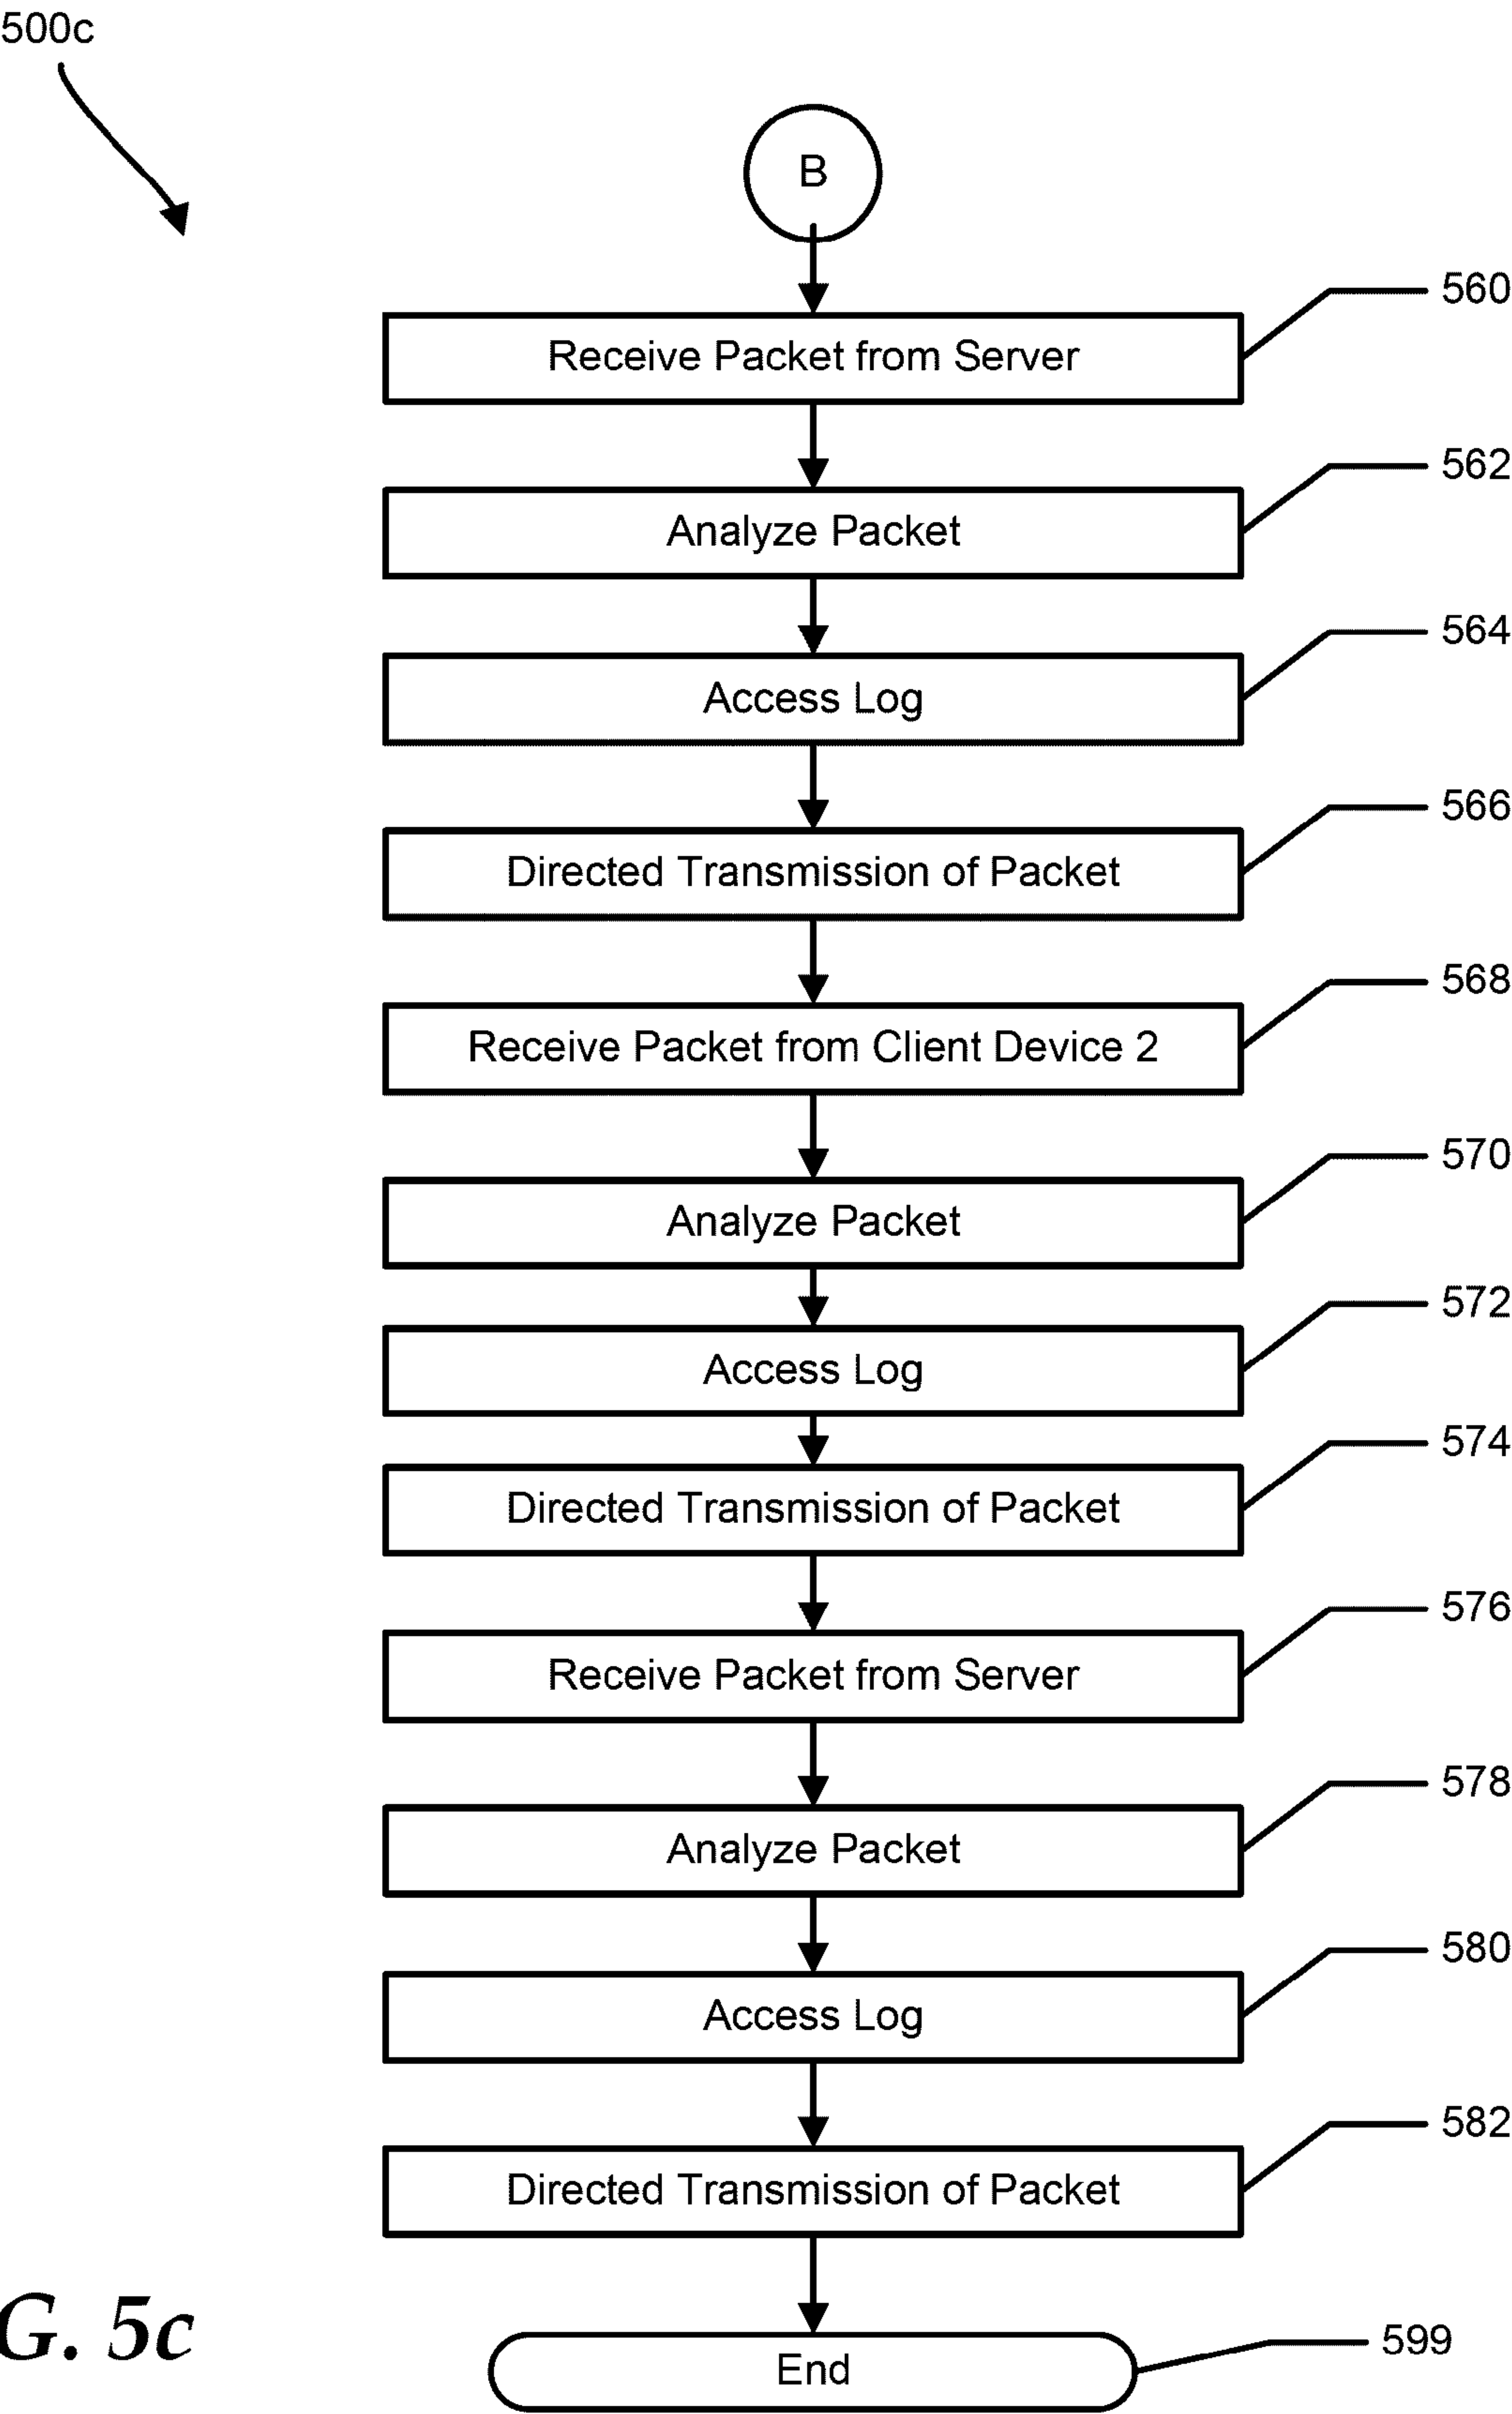 500c
B
560
Receive Packet from Server
562
Analyze Packet
564
Access Log
566
Directed Transmission of Packet
568
Receive Packet from Client Device 2
570
Analyze Packet
572
Access Log
574
Directed Transmission of Packet
576
Receive Packet from Server
578
Analyze Packet
580
Access Log
582
Directed Transmission of Packet
599
End
G. 5c